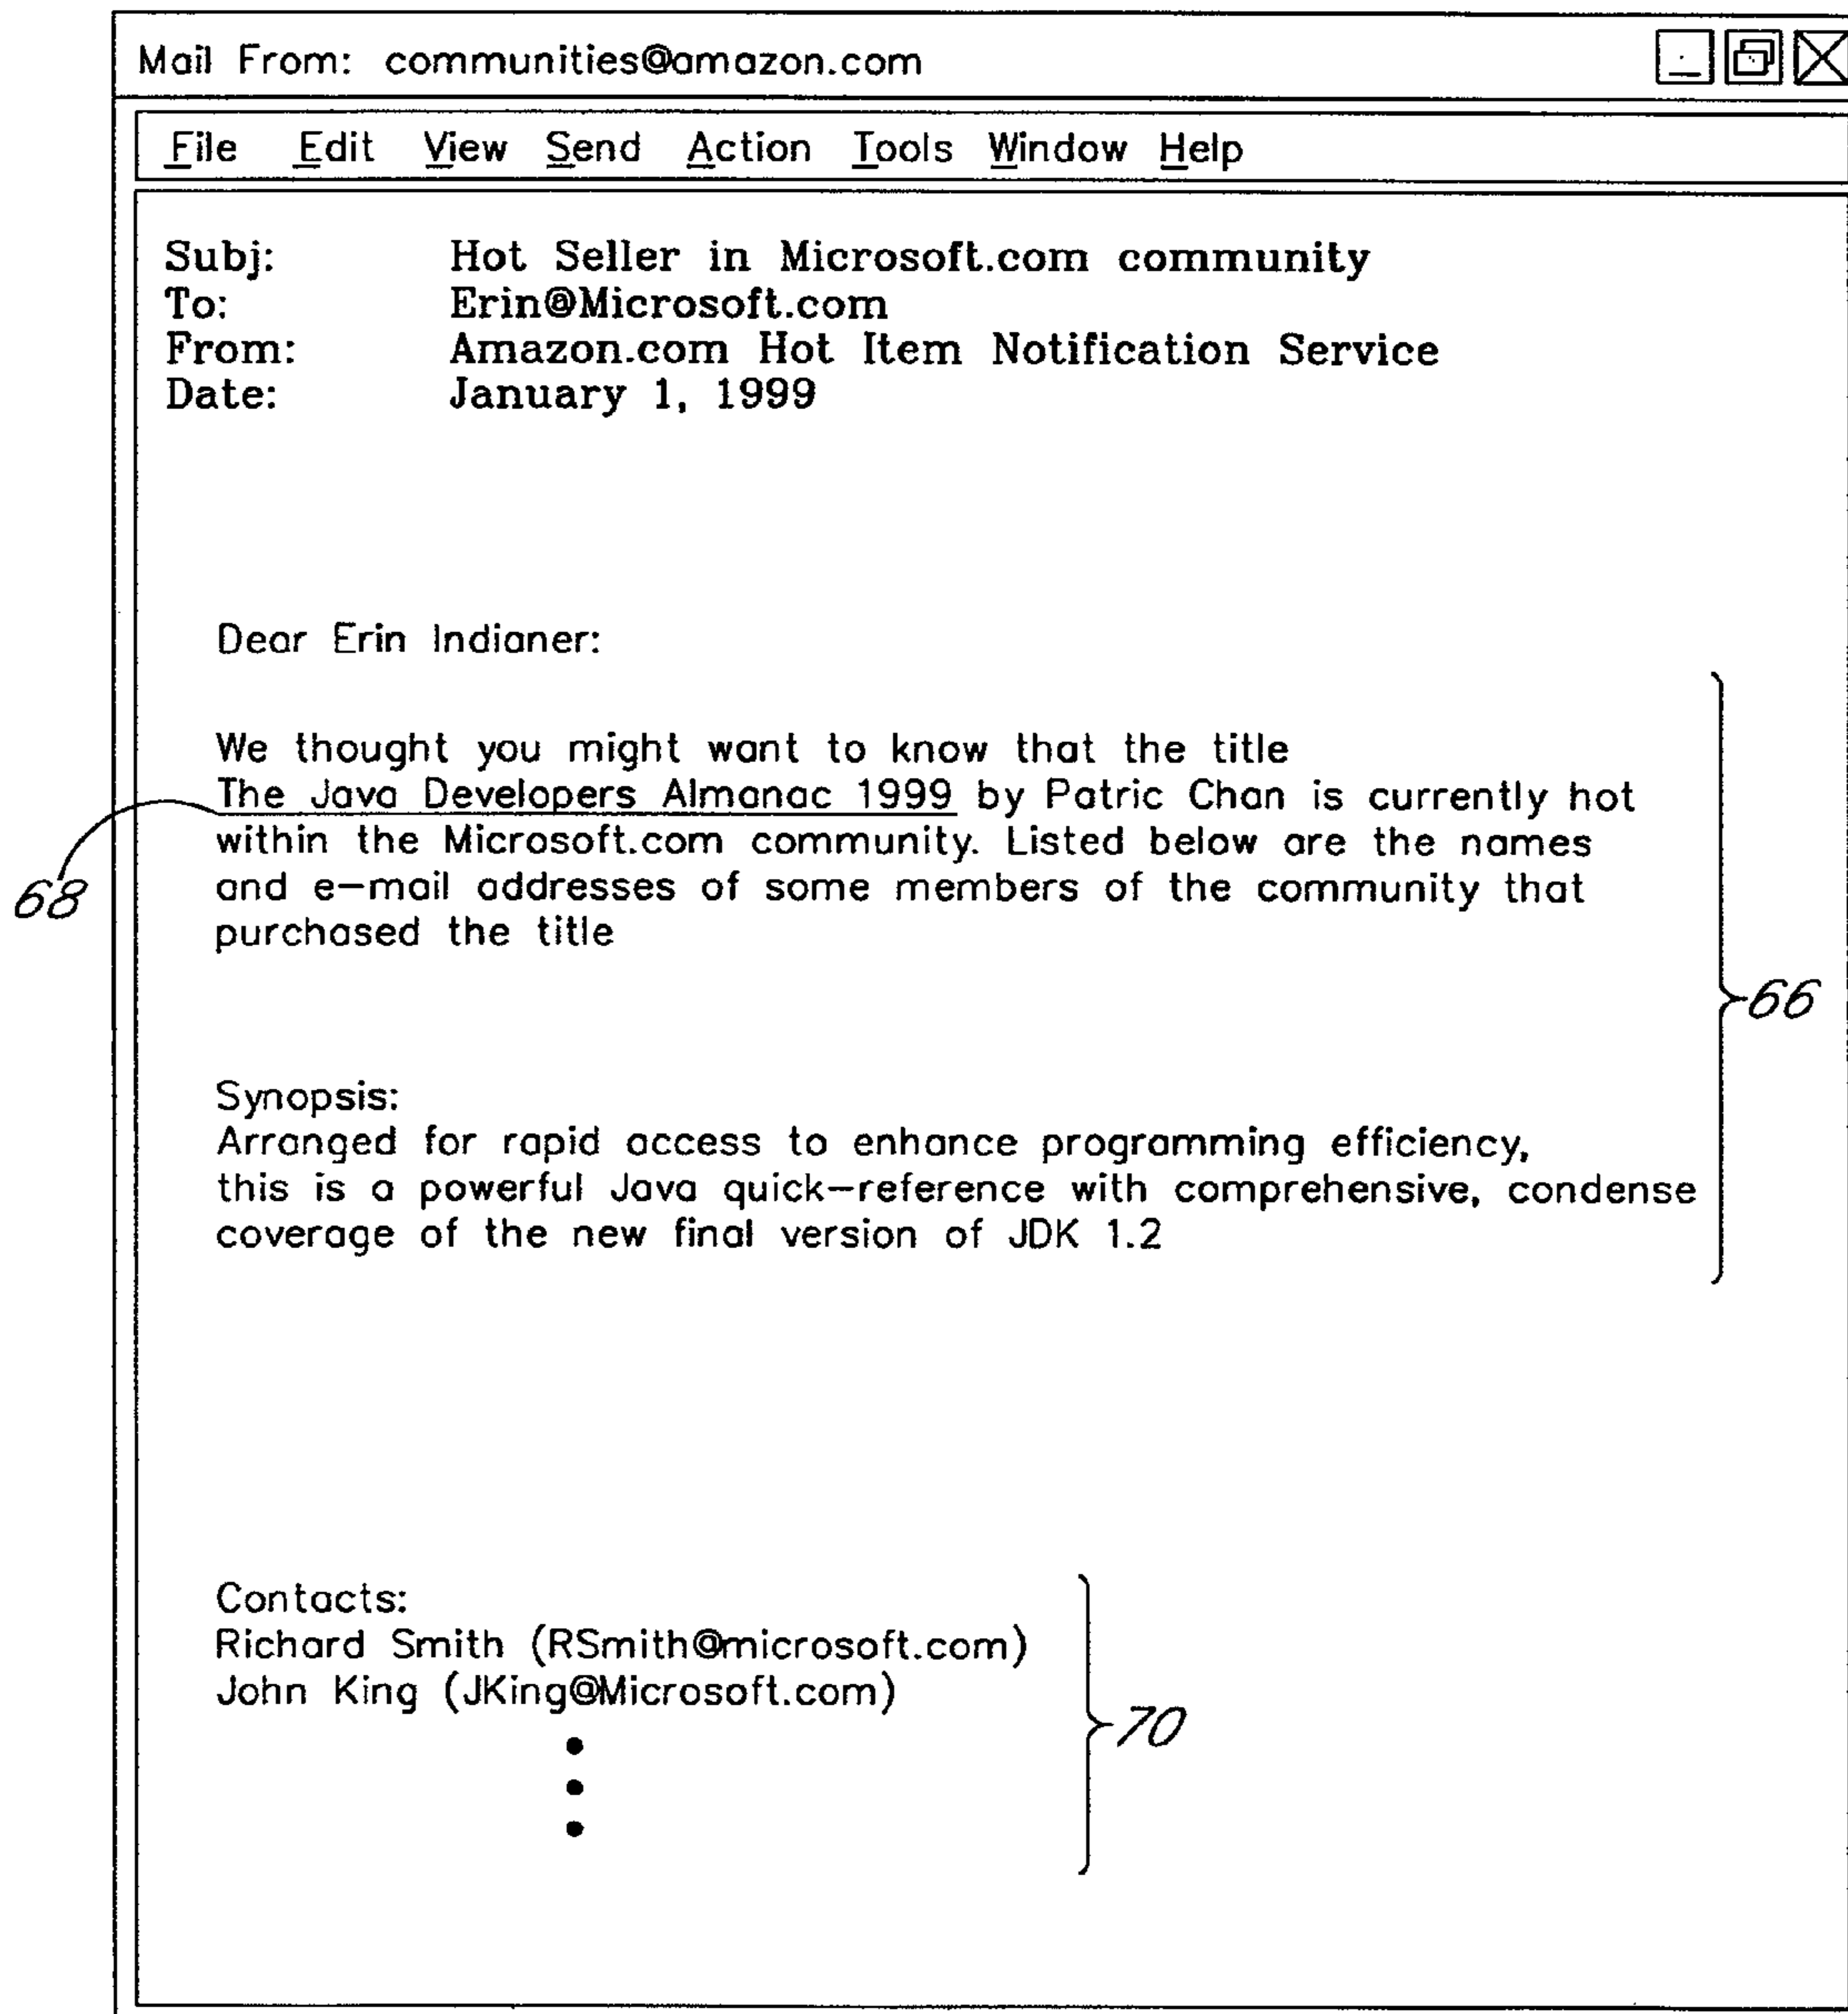 Mail From: communities@amazon.com
File Edit View Send Action Tools Window Help
Subj: Hot Seller in Microsoft.com community
To: Erin@Microsoft.com
From: Amazon.com Hot Item Notification Service
Date: January 1, 1999
Dear Erin Indianer:
We thought you might want to know that the title
The Java Developers Almanac 1999 by Patric Chan is currently hot
within the Microsoft.com community. Listed below are the names
and e-mail addresses of some members of the community that
purchased the title
68
66
Synopsis:
Arranged for rapid access to enhance programming efficiency,
this is a powerful Java quick-reference with comprehensive, condense
coverage of the new final version of JDK 1.2
Contacts:
Richard Smith (RSmith@microsoft.com)
John King (JKing@Microsoft.com)
70